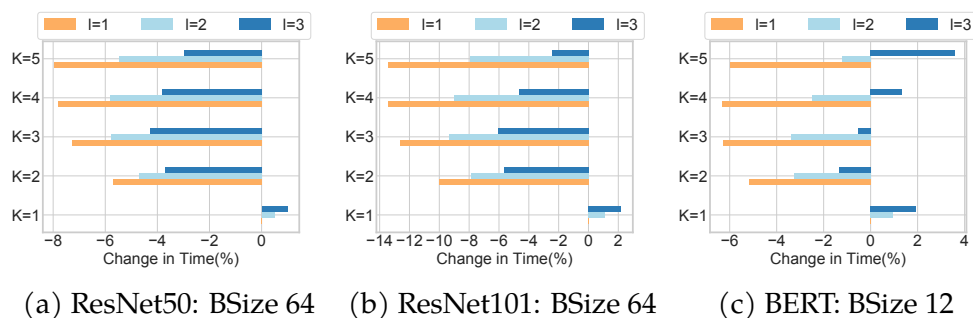 l=1 l=2 l=3
K=5
K=4
K=3
K=2
K=1
−8 −6 −4 −2 0
Change in Time(%)
(a) ResNet50: BSize 64
l=1 l=2 l=3
K=5
K=4
K=3
K=2
K=1
−14 −12 −10 −8 −6 −4 −2 0 2
Change in Time(%)
(b) ResNet101: BSize 64
l=1 l=2 l=3
K=5
K=4
K=3
K=2
K=1
−6 −4 −2 0 2 4
Change in Time(%)
(c) BERT: BSize 12